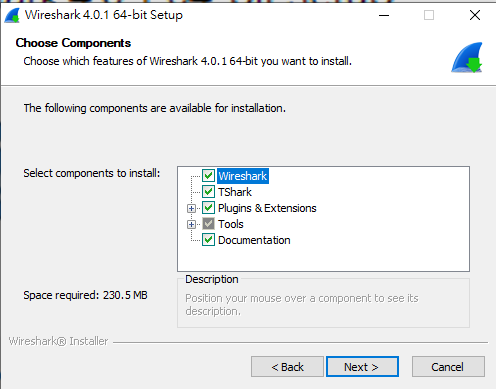 Wireshark 4.0.1 64-bit Setup
Choose Components
Choose which features of Wireshark 4.0.1 64-bit you want to install.
The following components are available for installation.
Select components to install:
Wireshark
TShark
Plugins & Extensions
Tools
Documentation
Space required: 230.5 MB
Description
Position your mouse over a component to see its
description.
Wireshark® Installer
< Back
Next >
Cancel